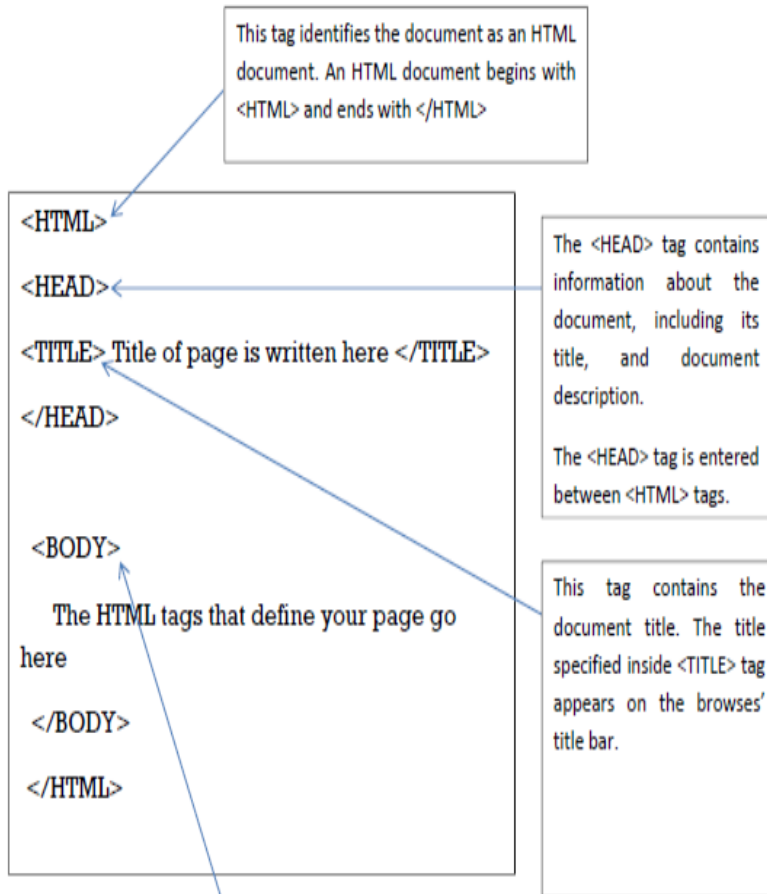 This tag identifies the document as an HTML
document. An HTML document begins with
<HTML> and ends with </HTML>
<HTML>
<HEAD>
<TITLE> Title of page is written here </TITLE>
</HEAD>
<BODY>
The HTML tags that define your page go
here
</BODY>
</HTML>
The <HEAD> tag contains
information about the
document, including its
title, and document
description.
The <HEAD> tag is entered
between <HTML> tags.
This tag contains the
document title. The title
specified inside <TITLE> tag
appears on the browses’
title bar.